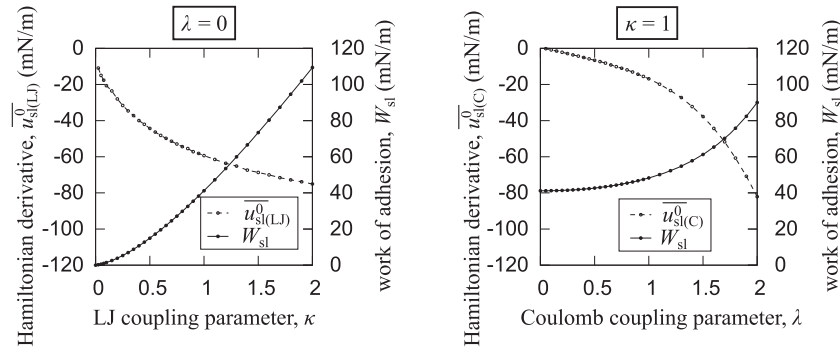 λ = 0
Hamiltonian derivative, u⁰sl(LJ) (mN/m)
0
-20
-40
-60
-80
-100
-120
120
100
80
60
40
20
0
work of adhesion, Wsl (mN/m)
u⁰sl(LJ)
Wsl
0 0.5 1 1.5 2
LJ coupling parameter, κ
κ = 1
Hamiltonian derivative, u⁰sl(C) (mN/m)
0
-20
-40
-60
-80
-100
-120
120
100
80
60
40
20
0
work of adhesion, Wsl (mN/m)
u⁰sl(C)
Wsl
0 0.5 1 1.5 2
Coulomb coupling parameter, λ